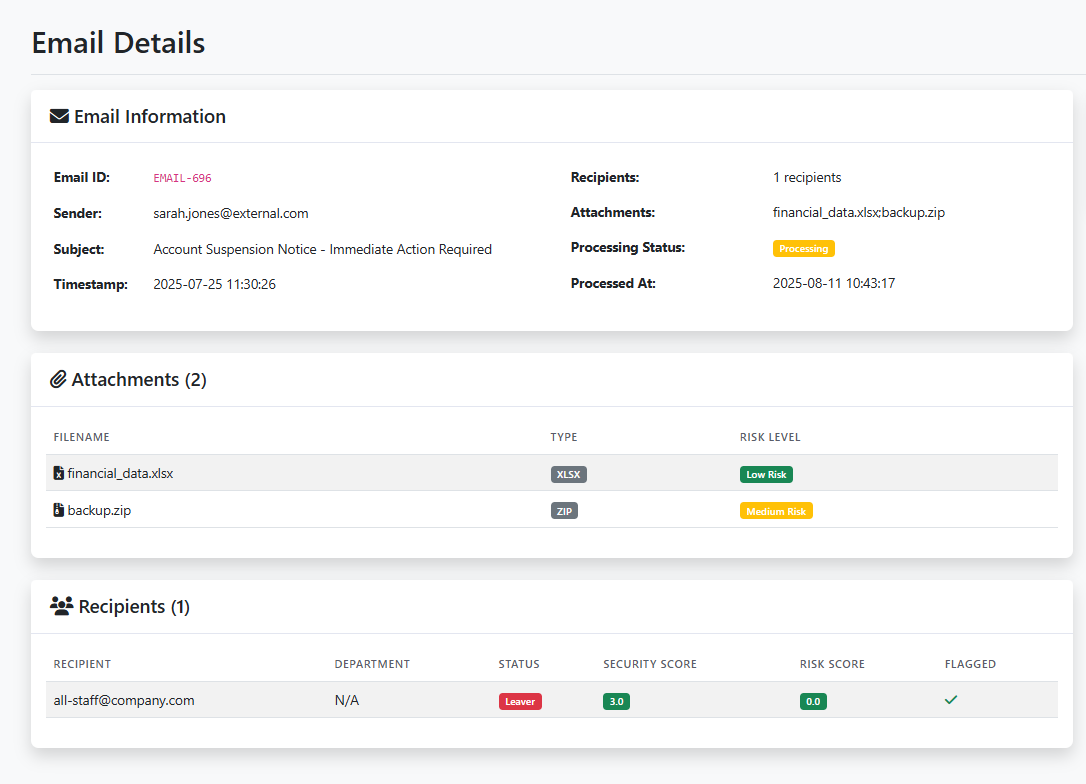 Email Details
Email Information
Email ID: EMAIL-696
Sender: sarah.jones@external.com
Subject: Account Suspension Notice - Immediate Action Required
Timestamp: 2025-07-25 11:30:26
Recipients: 1 recipients
Attachments: financial_data.xlsx;backup.zip
Processing Status: Processing
Processed At: 2025-08-11 10:43:17
Attachments (2)
FILENAME TYPE RISK LEVEL
financial_data.xlsx XLSX Low Risk
backup.zip ZIP Medium Risk
Recipients (1)
RECIPIENT DEPARTMENT STATUS SECURITY SCORE RISK SCORE FLAGGED
all-staff@company.com N/A Leaver 3.0 0.0